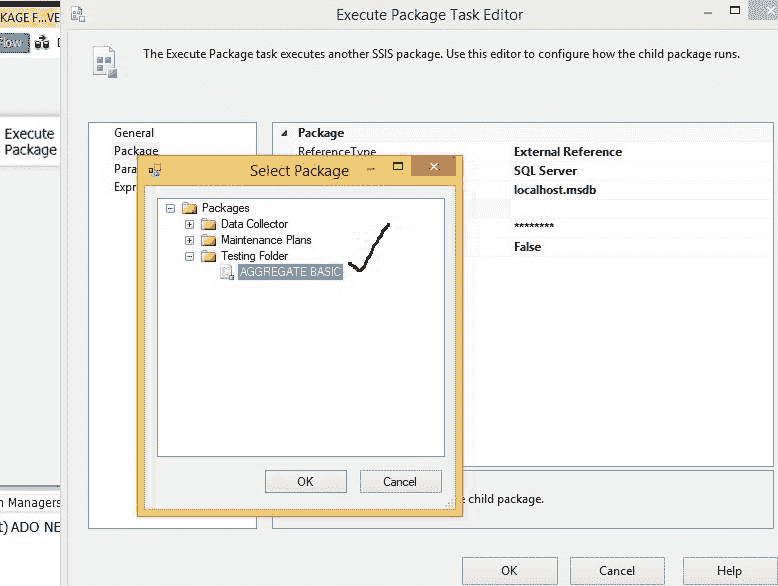 KAGE F...VE
Execute Package Task Editor
Flow
The Execute Package task executes another SSIS package. Use this editor to configure how the child package runs.
Execute
Package
General
Package
Para
Expr
Package
ReferenceType
External Reference
SQL Server
localhost.msdb
********
False
Select Package
Packages
Data Collector
Maintenance Plans
Testing Folder
AGGREGATE BASIC
OK
Cancel
e child package.
n Managers
t) ADO NE
OK
Cancel
Help